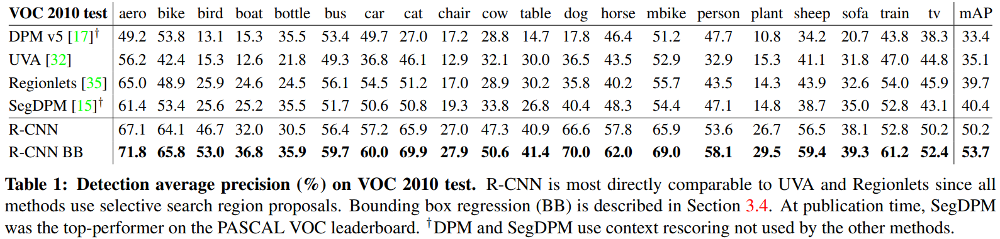 VOC 2010 test aero bike bird boat bottle bus car cat chair cow table dog horse mbike person plant sheep sofa train tv mAP
DPM v5 [17]† 49.2 53.8 13.1 15.3 35.5 53.4 49.7 27.0 17.2 28.8 14.7 17.8 46.4 51.2 47.7 10.8 34.2 20.7 43.8 38.3 33.4
UVA [32] 56.2 42.4 15.3 12.6 21.8 49.3 36.8 46.1 12.9 32.1 30.0 36.5 43.5 52.9 32.9 15.3 41.1 31.8 47.0 44.8 35.1
Regionlets [35] 65.0 48.9 25.9 24.6 24.5 56.1 54.5 51.2 17.0 28.9 30.2 35.8 40.2 55.7 43.5 14.3 43.9 32.6 54.0 45.9 39.7
SegDPM [15]† 61.4 53.4 25.6 25.2 35.5 51.7 50.6 50.8 19.3 33.8 26.8 40.4 48.3 54.4 47.1 14.8 38.7 35.0 52.8 43.1 40.4
R-CNN 67.1 64.1 46.7 32.0 30.5 56.4 57.2 65.9 27.0 47.3 40.9 66.6 57.8 65.9 53.6 26.7 56.5 38.1 52.8 50.2 50.2
R-CNN BB 71.8 65.8 53.0 36.8 35.9 59.7 60.0 69.9 27.9 50.6 41.4 70.0 62.0 69.0 58.1 29.5 59.4 39.3 61.2 52.4 53.7
Table 1: Detection average precision (%) on VOC 2010 test. R-CNN is most directly comparable to UVA and Regionlets since all
methods use selective search region proposals. Bounding box regression (BB) is described in Section 3.4. At publication time, SegDPM
was the top-performer on the PASCAL VOC leaderboard. †DPM and SegDPM use context rescoring not used by the other methods.